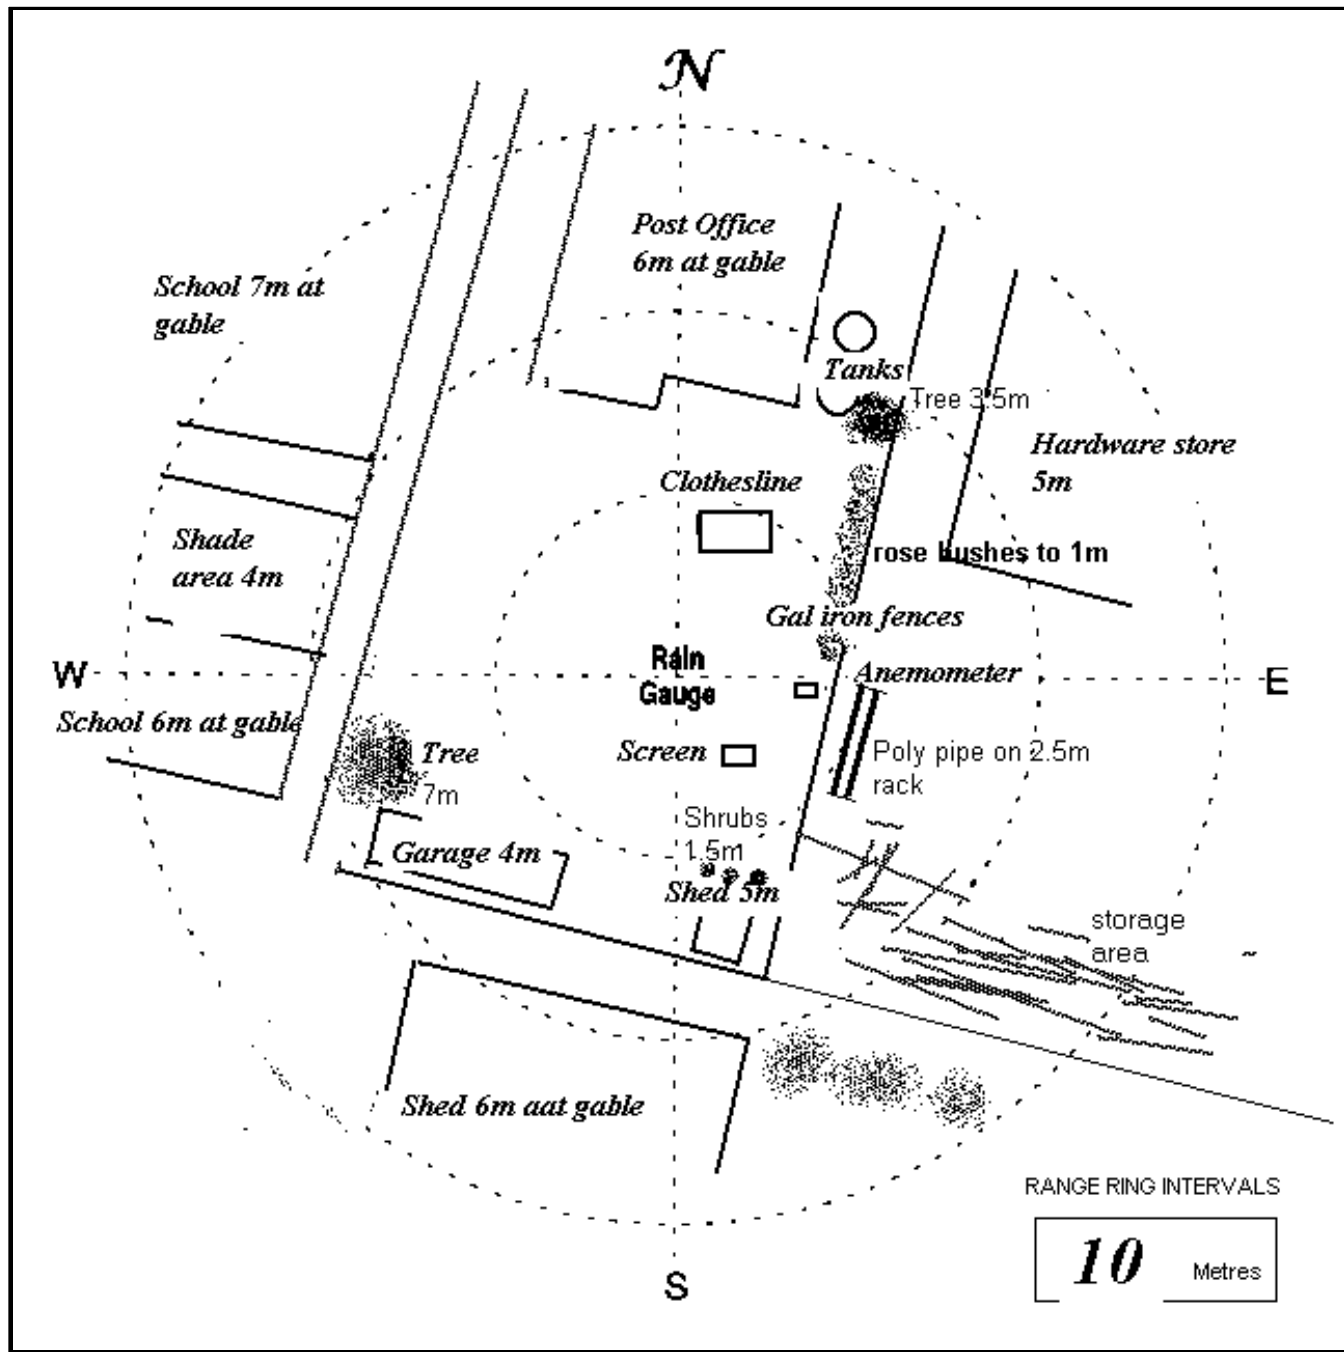 N
Post Office
6m at gable
School 7m at
gable
Tanks
Tree 3.5m
Hardware store
5m
Clothesline
Shade
area 4m
rose bushes to 1m
Gal iron fences
W
Rain
Gauge
Anemometer
E
School 6m at gable
Screen
Tree
7m
Poly pipe on 2.5m
rack
Shrubs
1.5m
Garage 4m
Shed 5m
storage
area
Shed 6m aat gable
RANGE RING INTERVALS
10 Metres
S